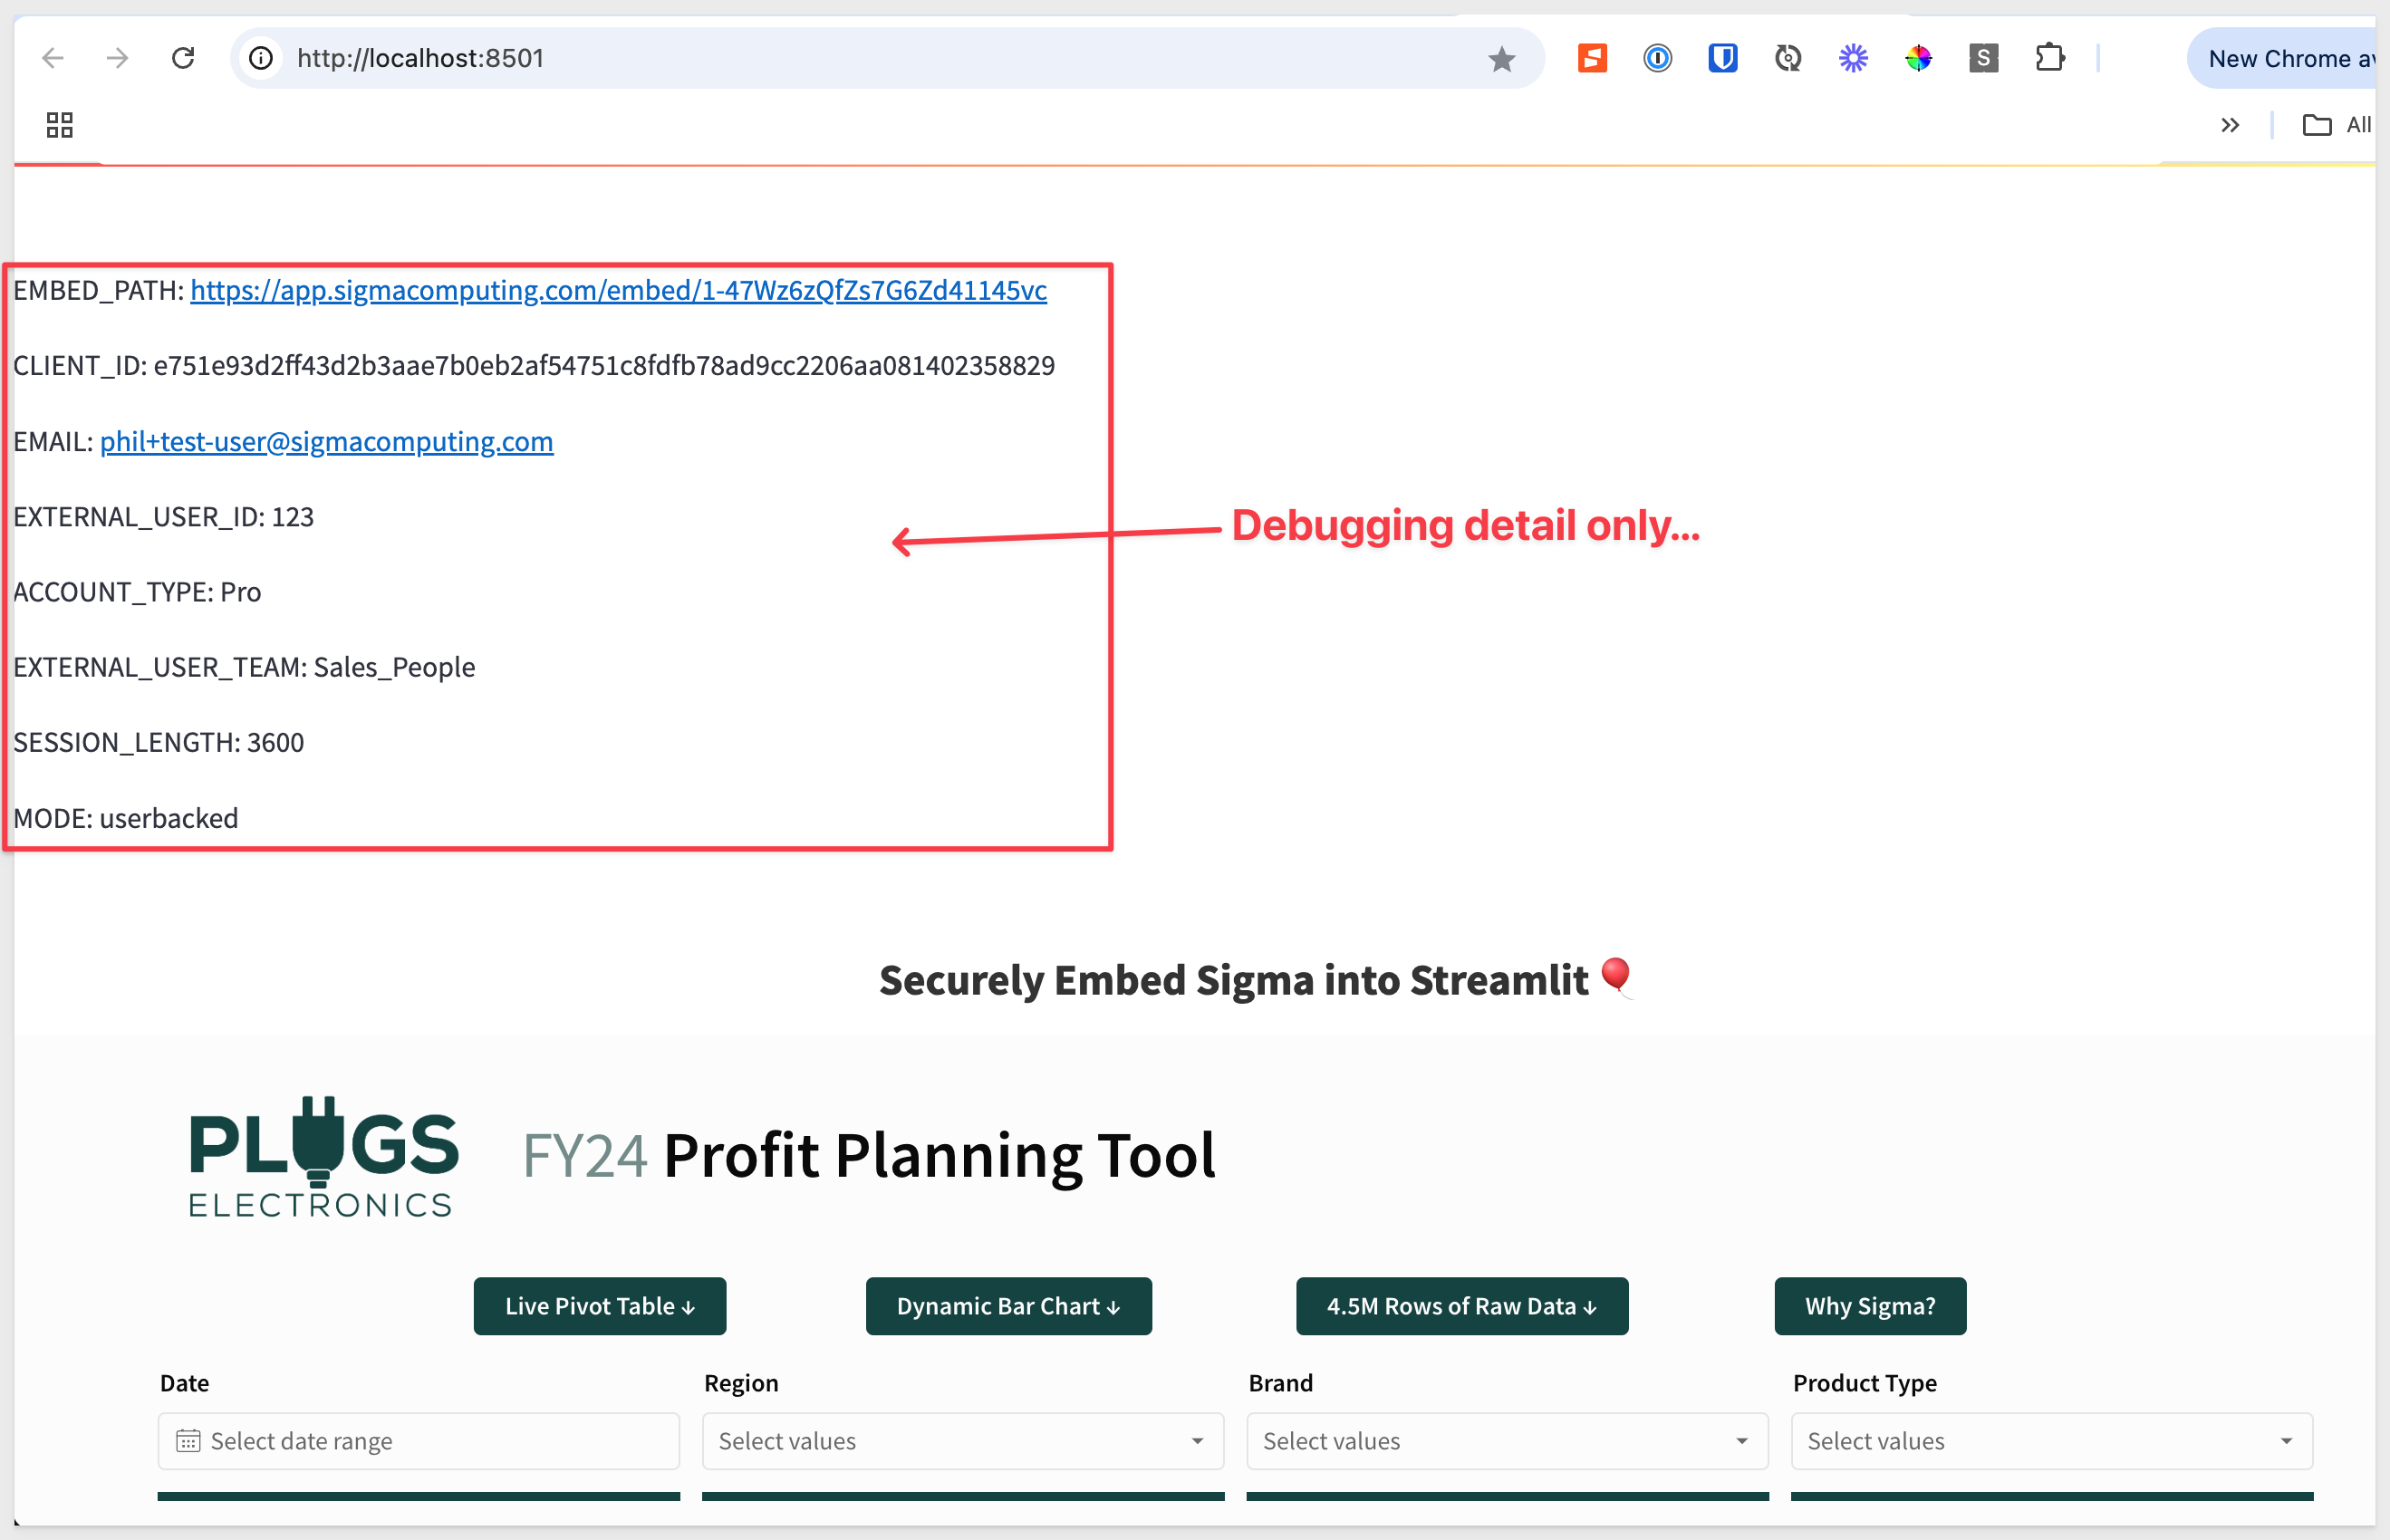 http://localhost:8501
S
New Chrome av
All
EMBED_PATH: https://app.sigmacomputing.com/embed/1-47Wz6zQfZs7G6Zd41145vc
CLIENT_ID: e751e93d2ff43d2b3aae7b0eb2af54751c8fdfb78ad9cc2206aa081402358829
EMAIL: phil+test-user@sigmacomputing.com
EXTERNAL_USER_ID: 123
Debugging detail only...
ACCOUNT_TYPE: Pro
EXTERNAL_USER_TEAM: Sales_People
SESSION_LENGTH: 3600
MODE: userbacked
Securely Embed Sigma into Streamlit🎈
PLUGS
ELECTRONICS
FY24 Profit Planning Tool
Live Pivot Table ↓
Dynamic Bar Chart ↓
4.5M Rows of Raw Data ↓
Why Sigma?
Date
Region
Brand
Product Type
Select date range
Select values
Select values
Select values